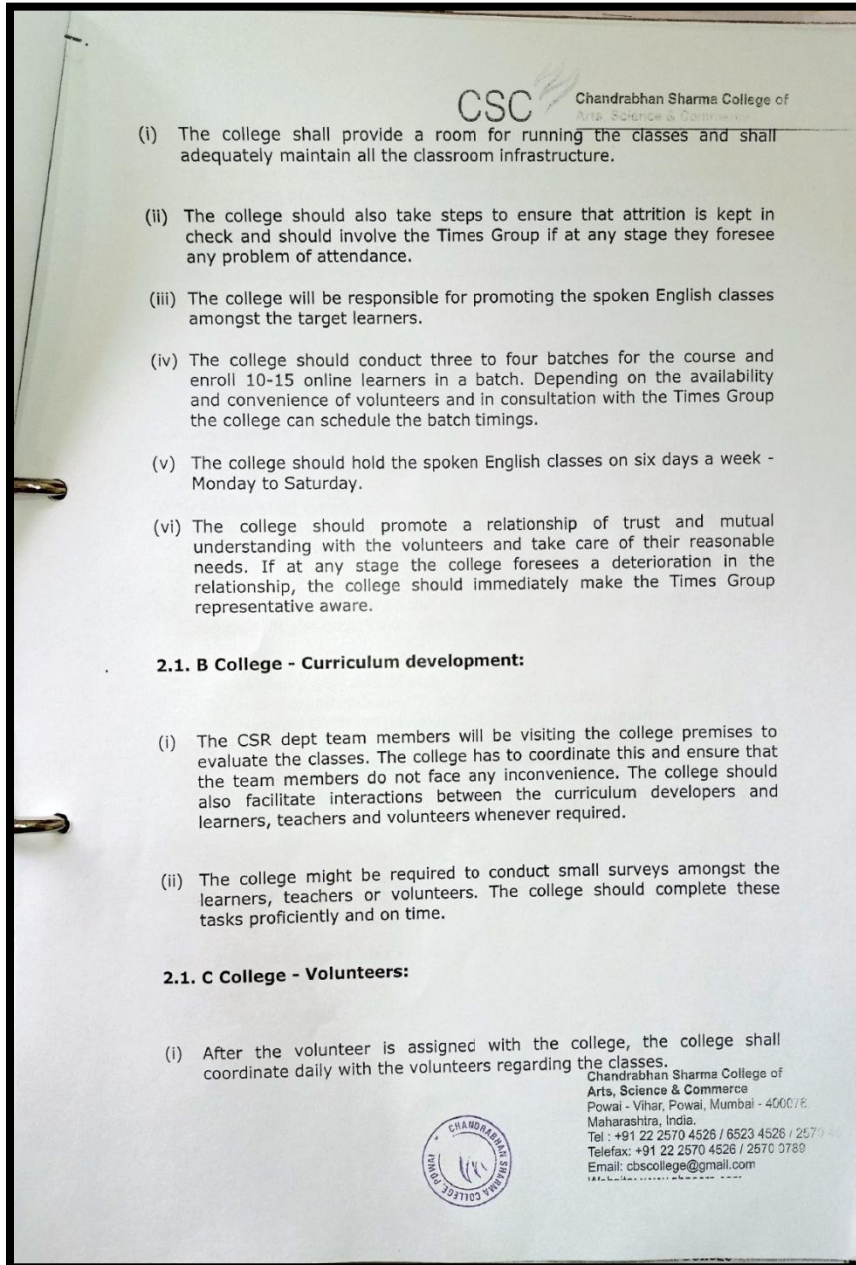 CSC
Chandrabhan Sharma College of
Arts, Science & Commerce
(i) The college shall provide a room for running the classes and shall
adequately maintain all the classroom infrastructure.
(ii) The college should also take steps to ensure that attrition is kept in
check and should involve the Times Group if at any stage they foresee
any problem of attendance.
(iii) The college will be responsible for promoting the spoken English classes
amongst the target learners.
(iv) The college should conduct three to four batches for the course and
enroll 10-15 online learners in a batch. Depending on the availability
and convenience of volunteers and in consultation with the Times Group
the college can schedule the batch timings.
(v) The college should hold the spoken English classes on six days a week -
Monday to Saturday.
(vi) The college should promote a relationship of trust and mutual
understanding with the volunteers and take care of their reasonable
needs. If at any stage the college foresees a deterioration in the
relationship, the college should immediately make the Times Group
representative aware.
2.1. B College - Curriculum development:
(i) The CSR dept team members will be visiting the college premises to
evaluate the classes. The college has to coordinate this and ensure that
the team members do not face any inconvenience. The college should
also facilitate interactions between the curriculum developers and
learners, teachers and volunteers whenever required.
(ii) The college might be required to conduct small surveys amongst the
learners, teachers or volunteers. The college should complete these
tasks proficiently and on time.
2.1. C College - Volunteers:
(i) After the volunteer is assigned with the college, the college shall
coordinate daily with the volunteers regarding the classes.
Chandrabhan Sharma College of
Arts, Science & Commerce
Powai - Vihar, Powai, Mumbai - 400076.
Maharashtra, India.
Tel : +91 22 2570 4526 / 6523 4526 / 2570
Telefax: +91 22 2570 4526 / 2570 0789
Email: cbscollege@gmail.com
CHANDRABHAN SHARMA COLLEGE, POWAI